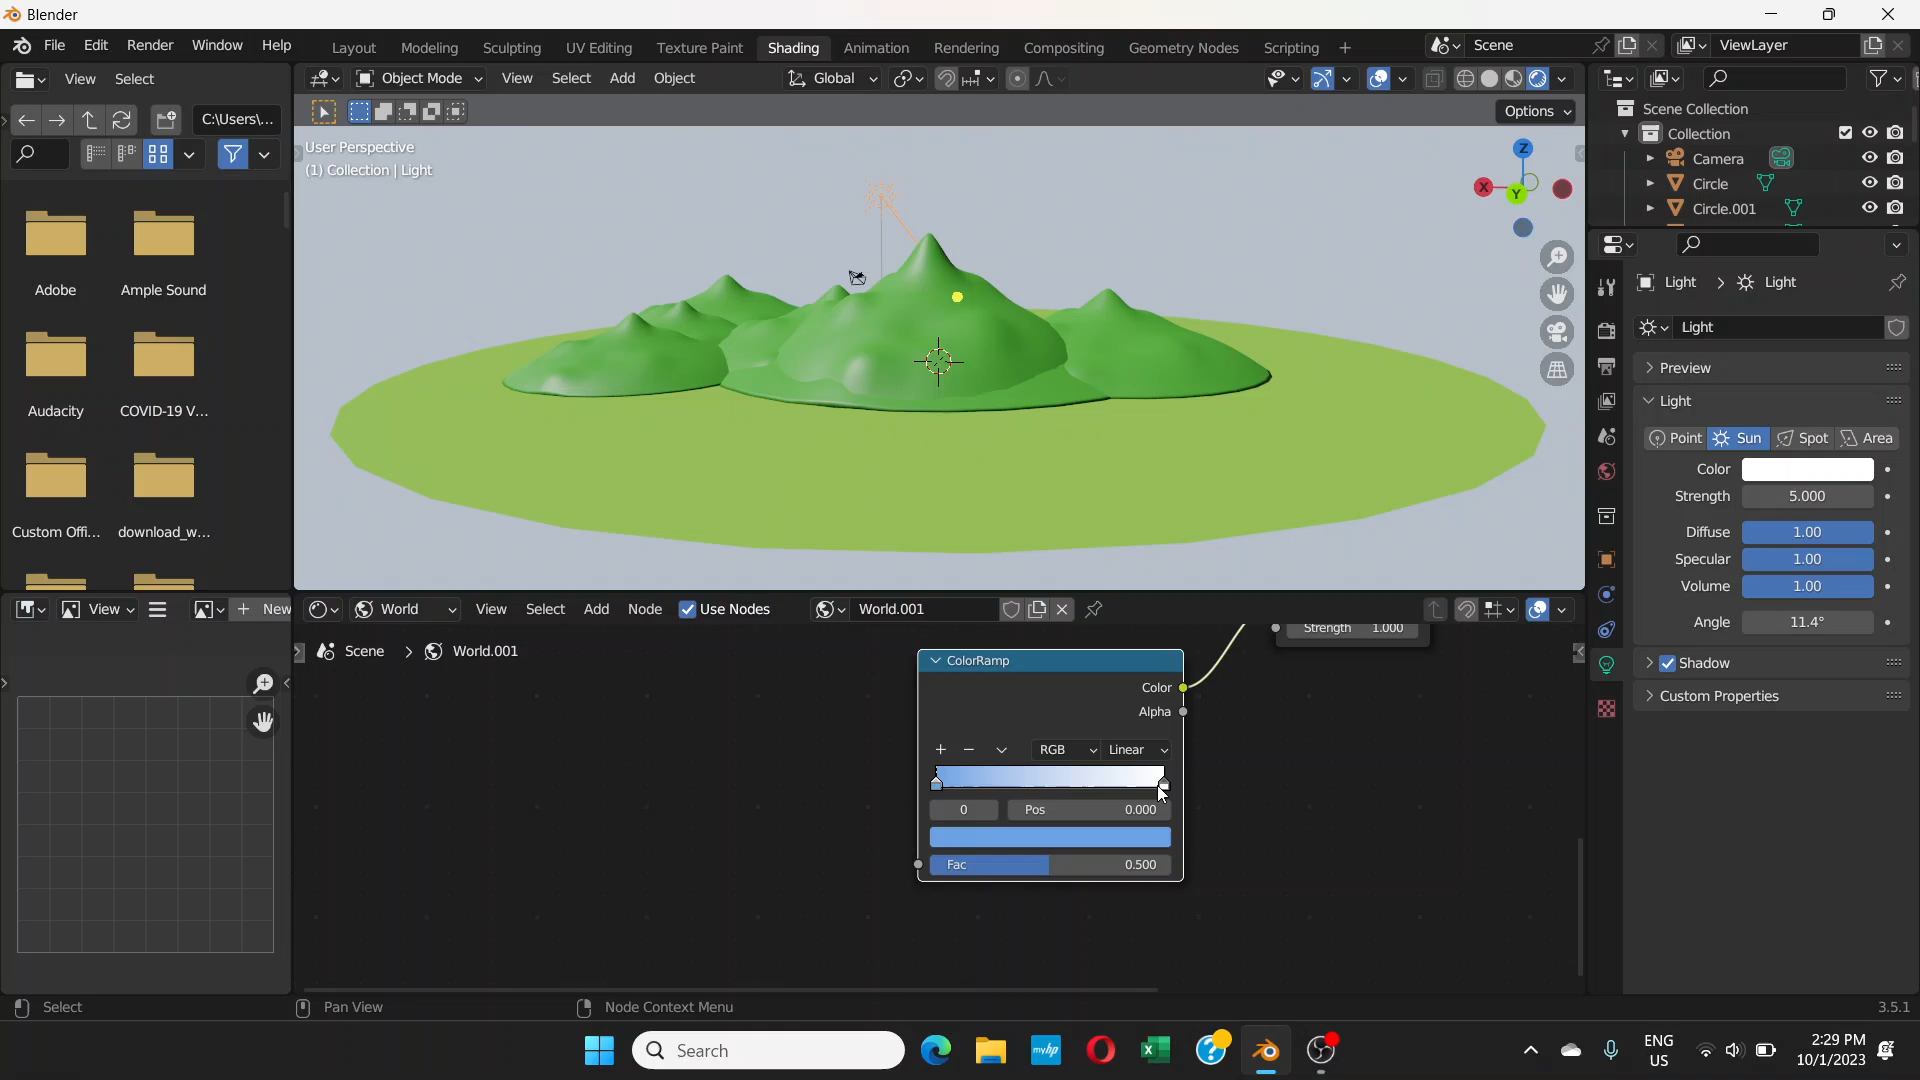 Blender
File Edit Render Window Help
Layout Modeling Sculpting UV Editing Texture Paint Shading Animation Rendering Compositing Geometry Nodes Scripting +
Scene
ViewLayer
View Select
Object Mode
View Select Add Object
Global
C:\Users\...
Options
User Perspective
(1) Collection | Light
Z
X
Y
Adobe
Ample Sound
Audacity
COVID-19 V...
Custom Offi...
download_w...
Scene Collection
Collection
Camera
Circle
Circle.001
Light > Light
Light
Preview
Light
Point Sun Spot Area
Color
Strength 5.000
Diffuse 1.00
Specular 1.00
Volume 1.00
Angle 11.4°
Shadow
Custom Properties
View
+ New
World
View Select Add Node Use Nodes
World.001
Scene > World.001
Strength 1.000
ColorRamp
Color
Alpha
+ − RGB Linear
0 Pos 0.000
Fac 0.500
Select
Pan View
Node Context Menu
3.5.1
Search
myhp
ENG
US
2:29 PM
10/1/2023